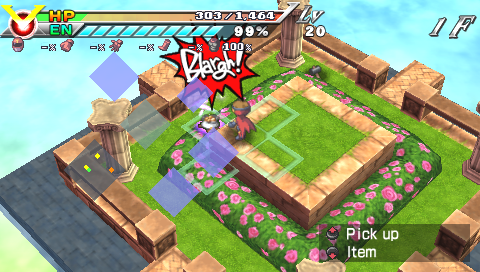 HP 303/1,464 Lv
EN 99% 20
1F
-% -% -% -% 100%
Blargh!
Pick up
Item